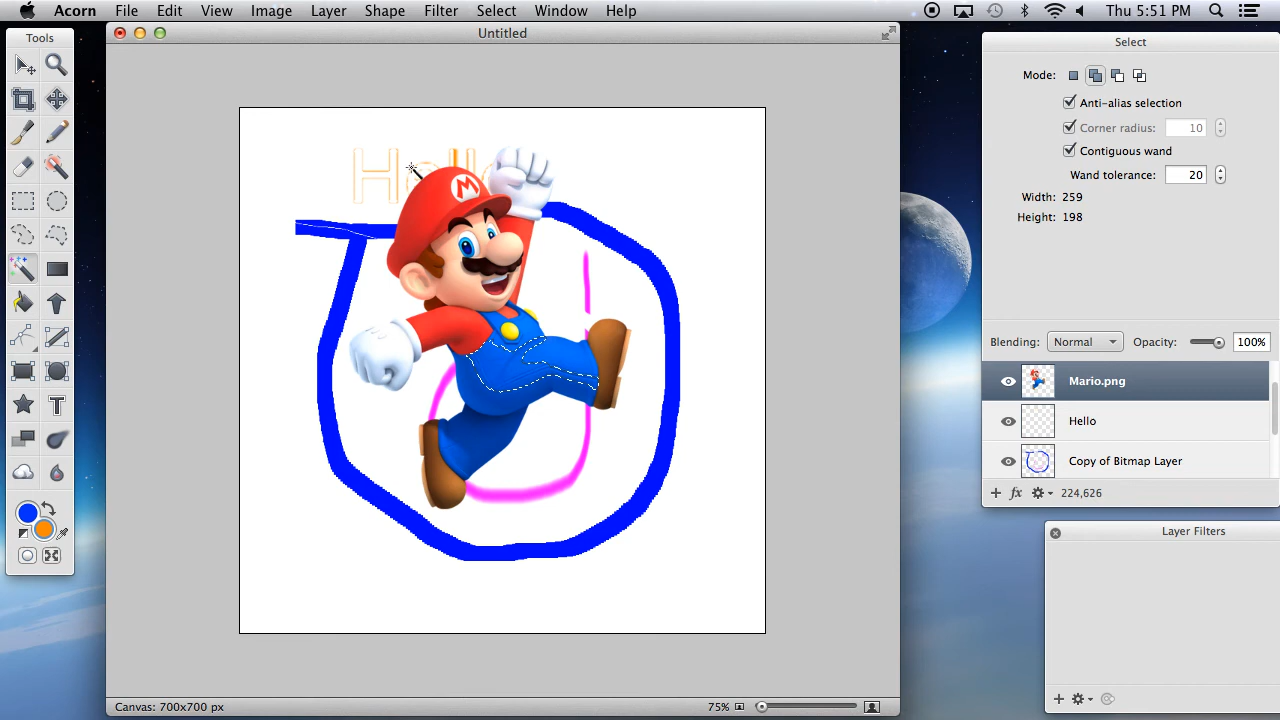 Acorn File Edit View Image Layer Shape Filter Select Window Help Thu 5:51 PM
Tools
Untitled
Select
Mode:
Anti-alias selection
Corner radius: 10
Contiguous wand
Wand tolerance: 20
Width: 259
Height: 198
Hello
M
Blending: Normal Opacity: 100%
Mario.png
Hello
Copy of Bitmap Layer
fx 224,626
Layer Filters
Canvas: 700x700 px 75%